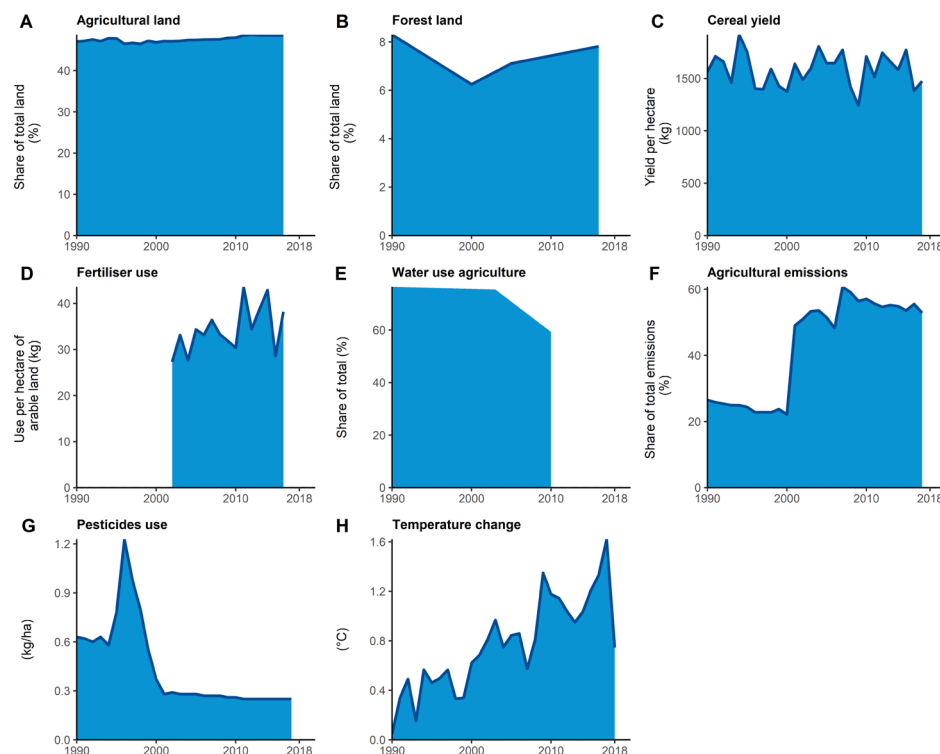 A Agricultural land
Share of total land
(%)
40
30
20
10
0
1990 2000 2010 2018
B Forest land
Share of total land
(%)
8
6
4
2
0
1990 2000 2010 2018
C Cereal yield
Yield per hectare
(kg)
1500
1000
500
0
1990 2000 2010 2018
D Fertiliser use
Use per hectare of
arable land (kg)
40
30
20
10
0
1990 2000 2010 2018
E Water use agriculture
Share of total (%)
60
40
20
0
1990 2000 2010 2018
F Agricultural emissions
Share of total emissions
(%)
60
40
20
0
1990 2000 2010 2018
G Pesticides use
(kg/ha)
1.2
0.9
0.6
0.3
0.0
1990 2000 2010 2018
H Temperature change
(°C)
1.6
1.2
0.8
0.4
0.0
1990 2000 2010 2018